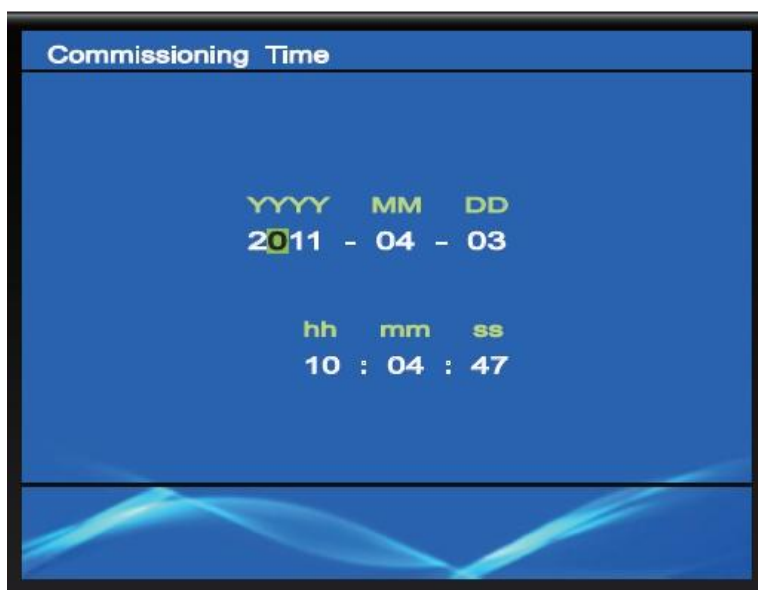 Commissioning Time
YYYY MM DD
2011 - 04 - 03
hh mm ss
10 : 04 : 47